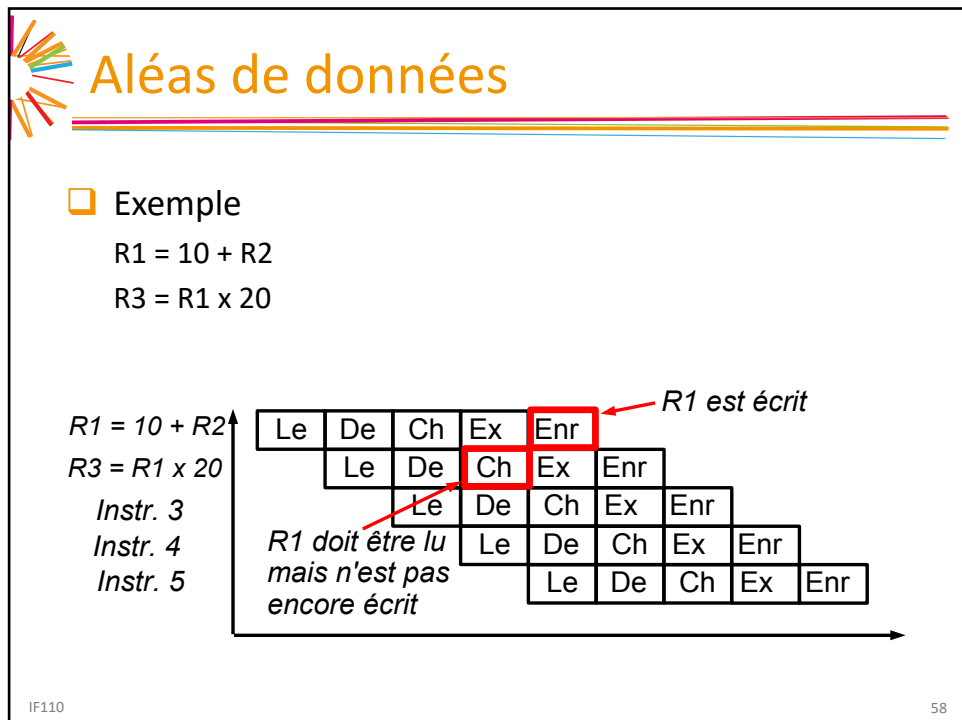 Aléas de données
Exemple
R1 = 10 + R2
R3 = R1 x 20
R1 est écrit
R1 = 10 + R2 Le De Ch Ex Enr
R3 = R1 x 20 Le De Ch Ex Enr
Instr. 3 Le De Ch Ex Enr
Instr. 4 Le De Ch Ex Enr
Instr. 5 Le De Ch Ex Enr
R1 doit être lu
mais n'est pas
encore écrit
IF110 58